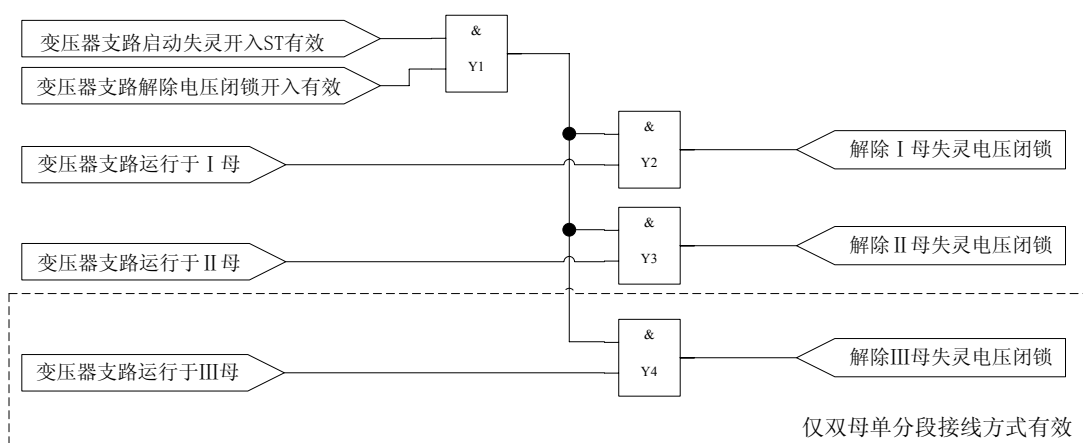 变压器支路启动失灵开入ST有效
&
Y1
变压器支路解除电压闭锁开入有效
&
Y2
变压器支路运行于Ⅰ母
解除Ⅰ母失灵电压闭锁
&
Y3
变压器支路运行于Ⅱ母
解除Ⅱ母失灵电压闭锁
&
Y4
变压器支路运行于Ⅲ母
解除Ⅲ母失灵电压闭锁
仅双母单分段接线方式有效